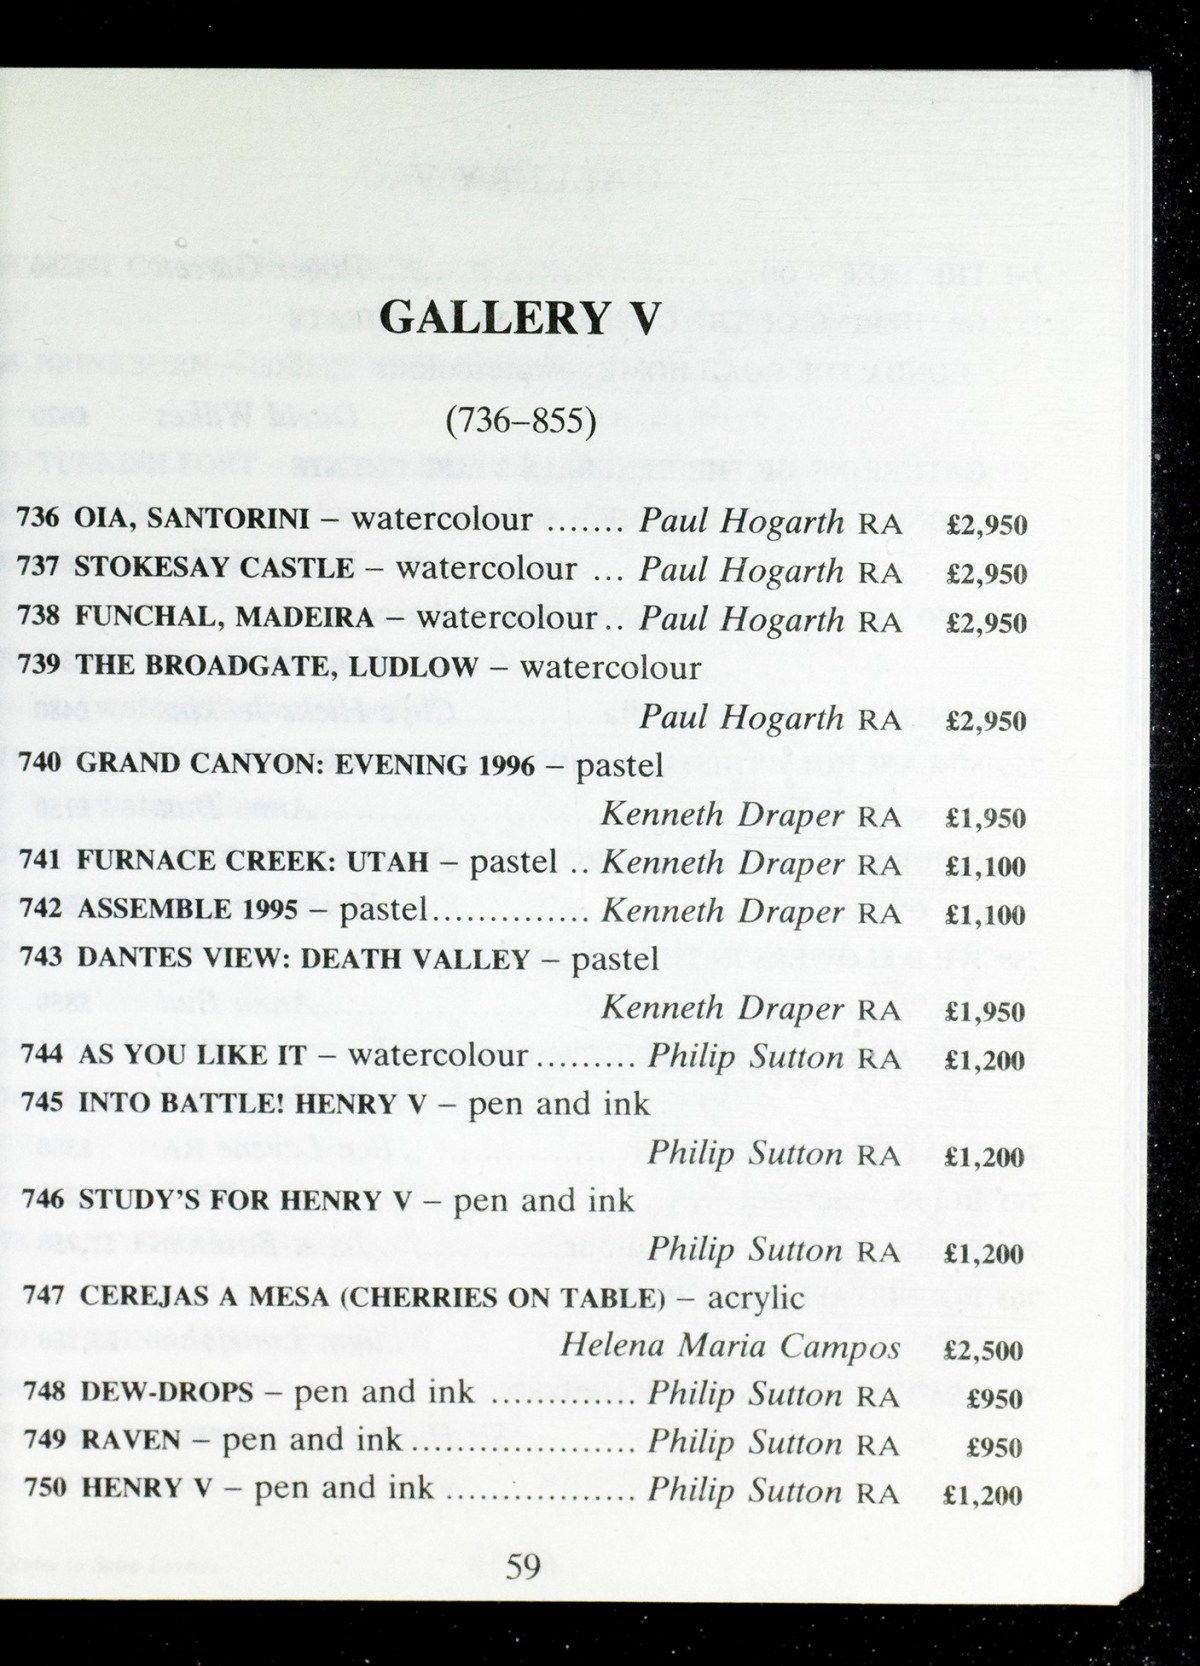 GALLERY V
(736–855)
736 OIA, SANTORINI – watercolour ....... Paul Hogarth RA £2,950
737 STOKESAY CASTLE – watercolour ... Paul Hogarth RA £2,950
738 FUNCHAL, MADEIRA – watercolour .. Paul Hogarth RA £2,950
739 THE BROADGATE, LUDLOW – watercolour
Paul Hogarth RA £2,950
740 GRAND CANYON: EVENING 1996 – pastel
Kenneth Draper RA £1,950
741 FURNACE CREEK: UTAH – pastel .. Kenneth Draper RA £1,100
742 ASSEMBLE 1995 – pastel............. Kenneth Draper RA £1,100
743 DANTES VIEW: DEATH VALLEY – pastel
Kenneth Draper RA £1,950
744 AS YOU LIKE IT – watercolour ......... Philip Sutton RA £1,200
745 INTO BATTLE! HENRY V – pen and ink
Philip Sutton RA £1,200
746 STUDY'S FOR HENRY V – pen and ink
Philip Sutton RA £1,200
747 CEREJAS A MESA (CHERRIES ON TABLE) – acrylic
Helena Maria Campos £2,500
748 DEW-DROPS – pen and ink ............. Philip Sutton RA £950
749 RAVEN – pen and ink .................... Philip Sutton RA £950
750 HENRY V – pen and ink ................. Philip Sutton RA £1,200
59